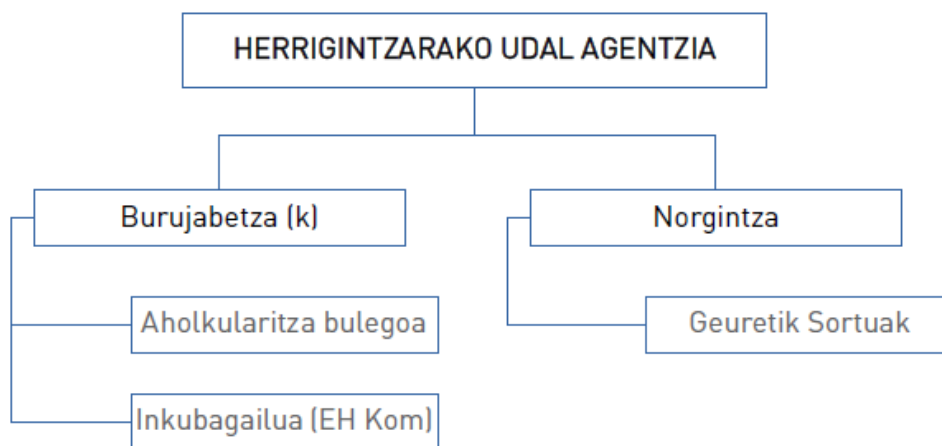 HERRIGINTZARAKO UDAL AGENTZIA
Burujabetza (k)
Norgintza
Aholkularitza bulegoa
Geuretik Sortuak
Inkubagailua (EH Kom)